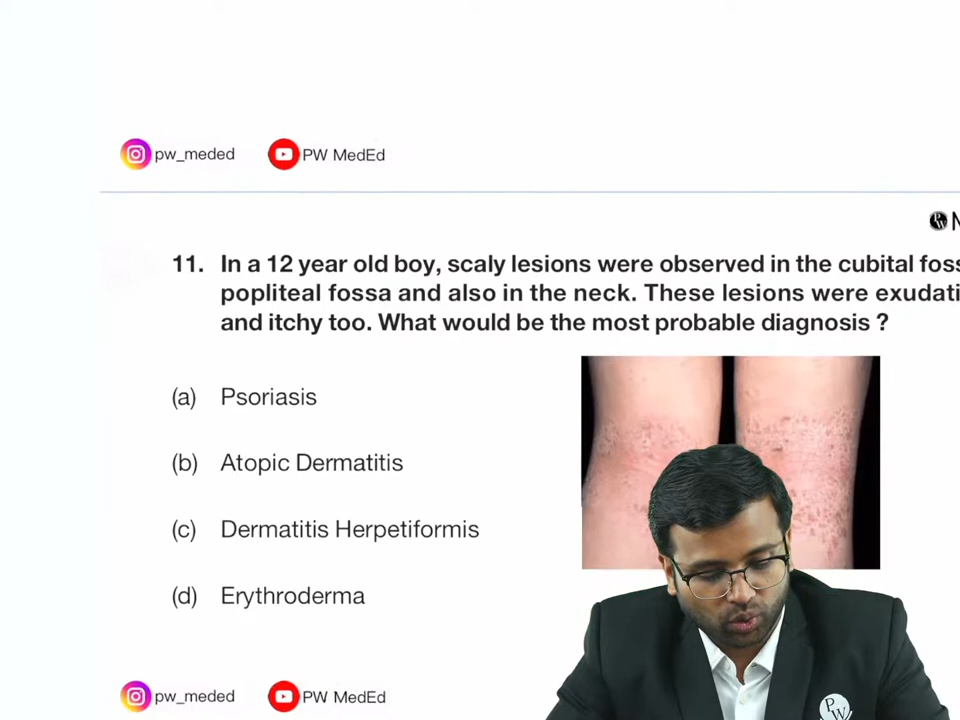 pw_meded PW MedEd
11. In a 12 year old boy, scaly lesions were observed in the cubital
popliteal fossa and also in the neck. These lesions were
and itchy too. What would be the most probable diagnosis ?
(a) Psoriasis
(b) Atopic Dermatitis
(c) Dermatitis Herpetiformis
(d) Erythroderma
pw_meded PW MedEd
PW